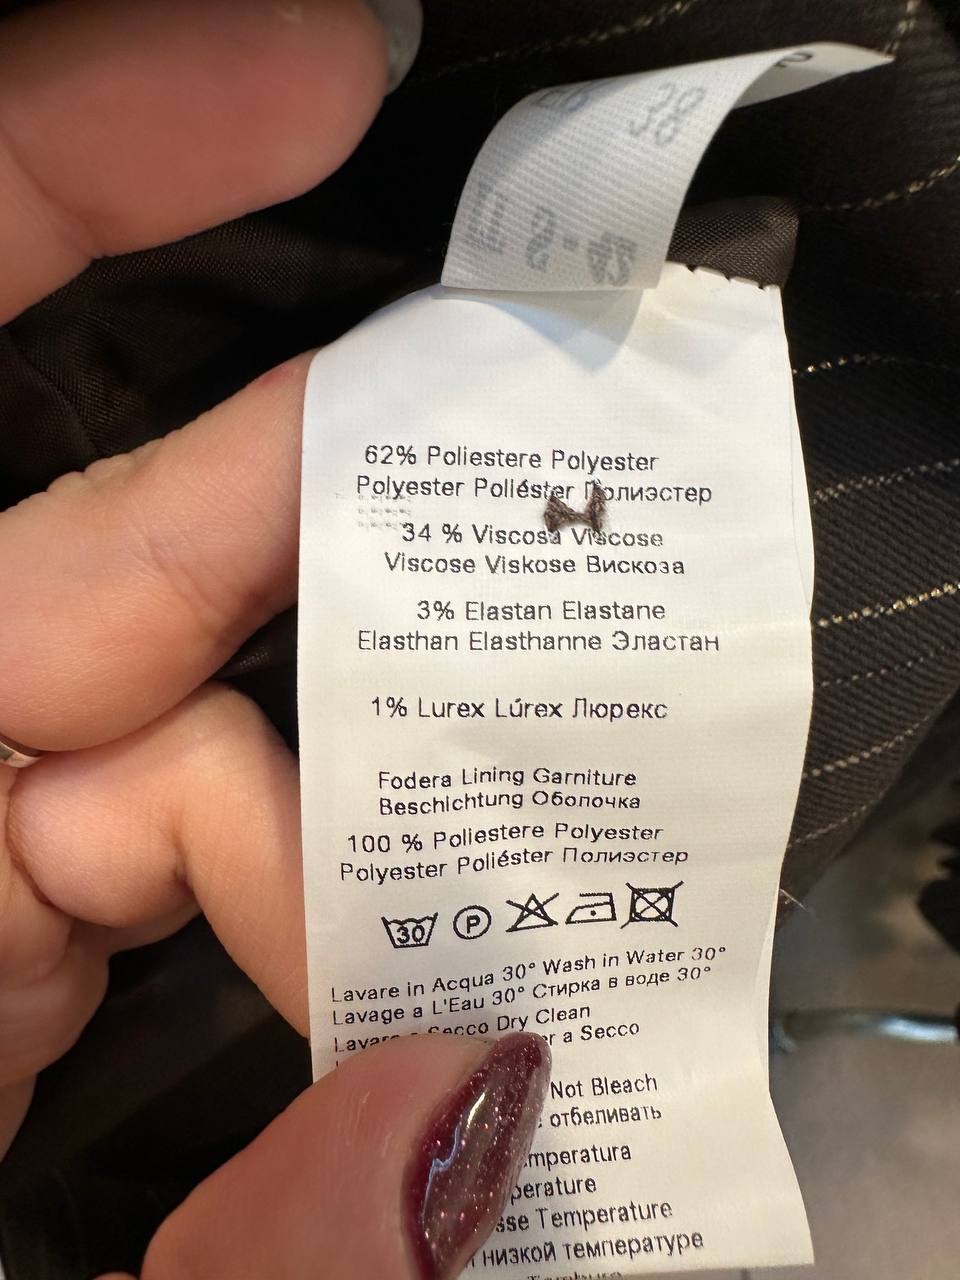 38
62% Poliestere Polyester
Polyester Poliéster Полиэстер
34 % Viscosa Viscose
Viscose Viskose Вискоза
3% Elastan Elastane
Elasthan Elasthanne Эластан
1% Lurex Lúrex Люрекс
Fodera Lining Garniture
Beschichtung Оболочка
100 % Poliestere Polyester
Polyester Poliéster Полиэстер
30 P
Lavare in Acqua 30° Wash in Water 30°
Lavage a L'Eau 30° Стирка в воде 30°
Secco Dry Clean
a Secco
Not Bleach
отбеливать
Temperature
низкой температуре